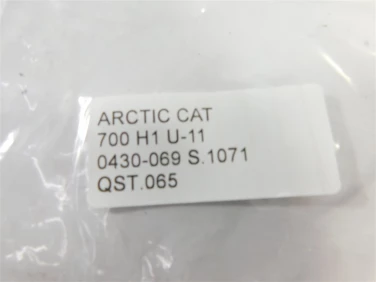 ARCTIC CAT
700 H1 U-11
0430-069 S.1071
QST.065